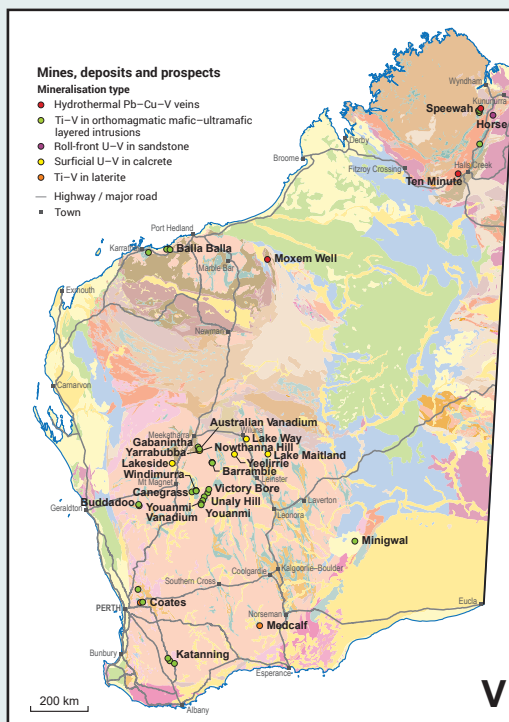 Mines, deposits and prospects
Mineralisation type
Hydrothermal Pb–Cu–V veins
Ti–V in orthomagmatic mafic–ultramafic
layered intrusions
Roll-front U–V in sandstone
Surficial U–V in calcrete
Ti–V in laterite
Highway / major road
Town
Wyndham
Kununurra
Speewah
Horse
Derby
Broome
Fitzroy Crossing
Halls Creek
Ten Minute
Port Hedland
Karratha
Balla Balla
Marble Bar
Moxem Well
Exmouth
Newman
Carnarvon
Australian Vanadium
Meekatharra
Wiluna
Gabanintha
Lake Way
Yarrabubba
Nowthanna Hill
Lakeside
Yeelirrie
Lake Maitland
Windimurra
Barrambie
Mt Magnet
Leinster
Canegrass
Victory Bore
Laverton
Buddadoo
Youanmi
Vanadium
Unaly Hill
Geraldton
Youanmi
Leonora
Minigwal
Coolgardie
Kalgoorlie–Boulder
Southern Cross
PERTH
Coates
Norseman
Eucla
Medcalf
Bunbury
Katanning
Esperance
Albany
200 km
V